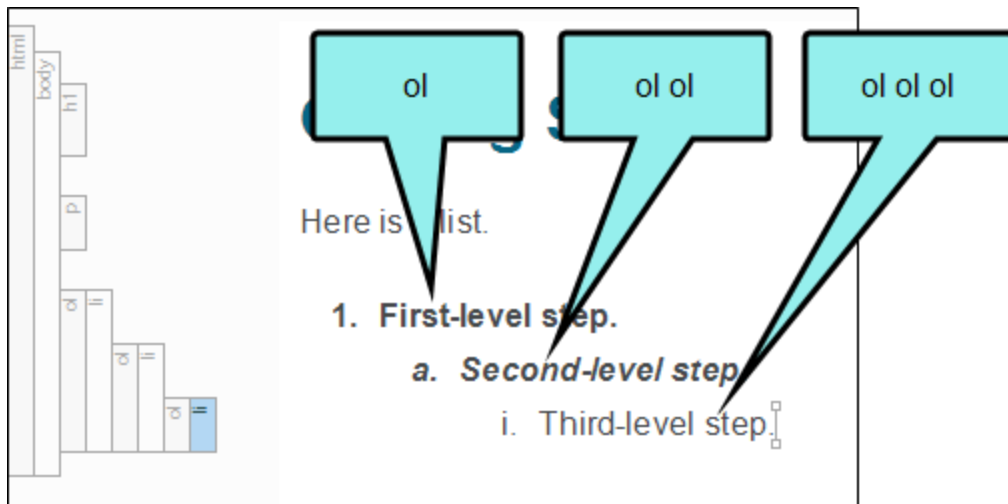 ol
ol ol
ol ol ol
html
body
h1
p
Here is list.
ol
li
1. First-level step.
ol
li
a. Second-level step
ol
li
i. Third-level step.